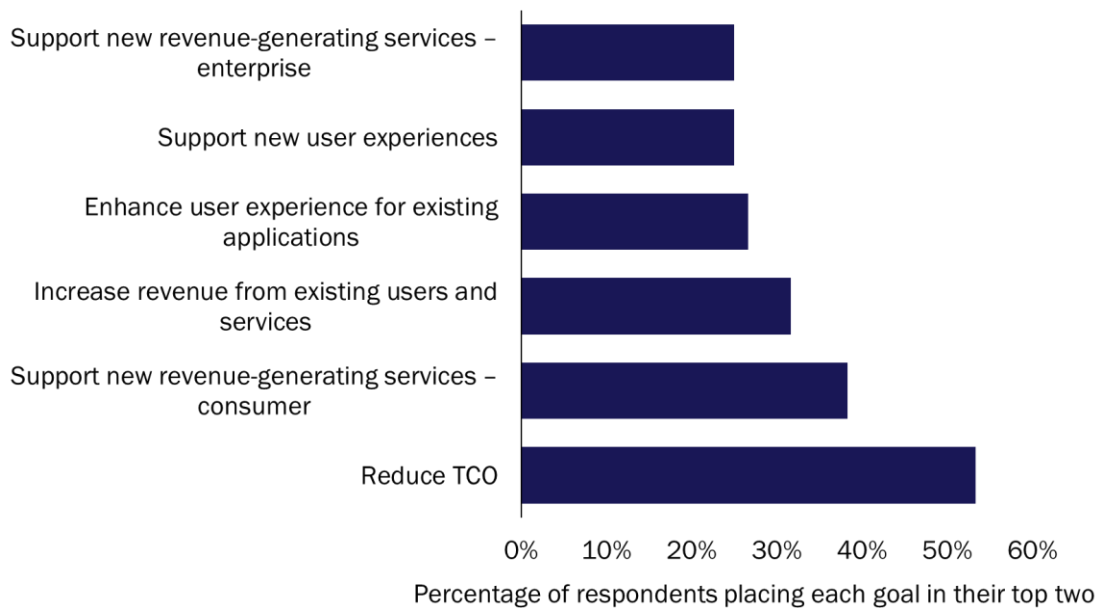 Support new revenue-generating services –
enterprise
Support new user experiences
Enhance user experience for existing
applications
Increase revenue from existing users and
services
Support new revenue-generating services –
consumer
Reduce TCO
0% 10% 20% 30% 40% 50% 60%
Percentage of respondents placing each goal in their top two